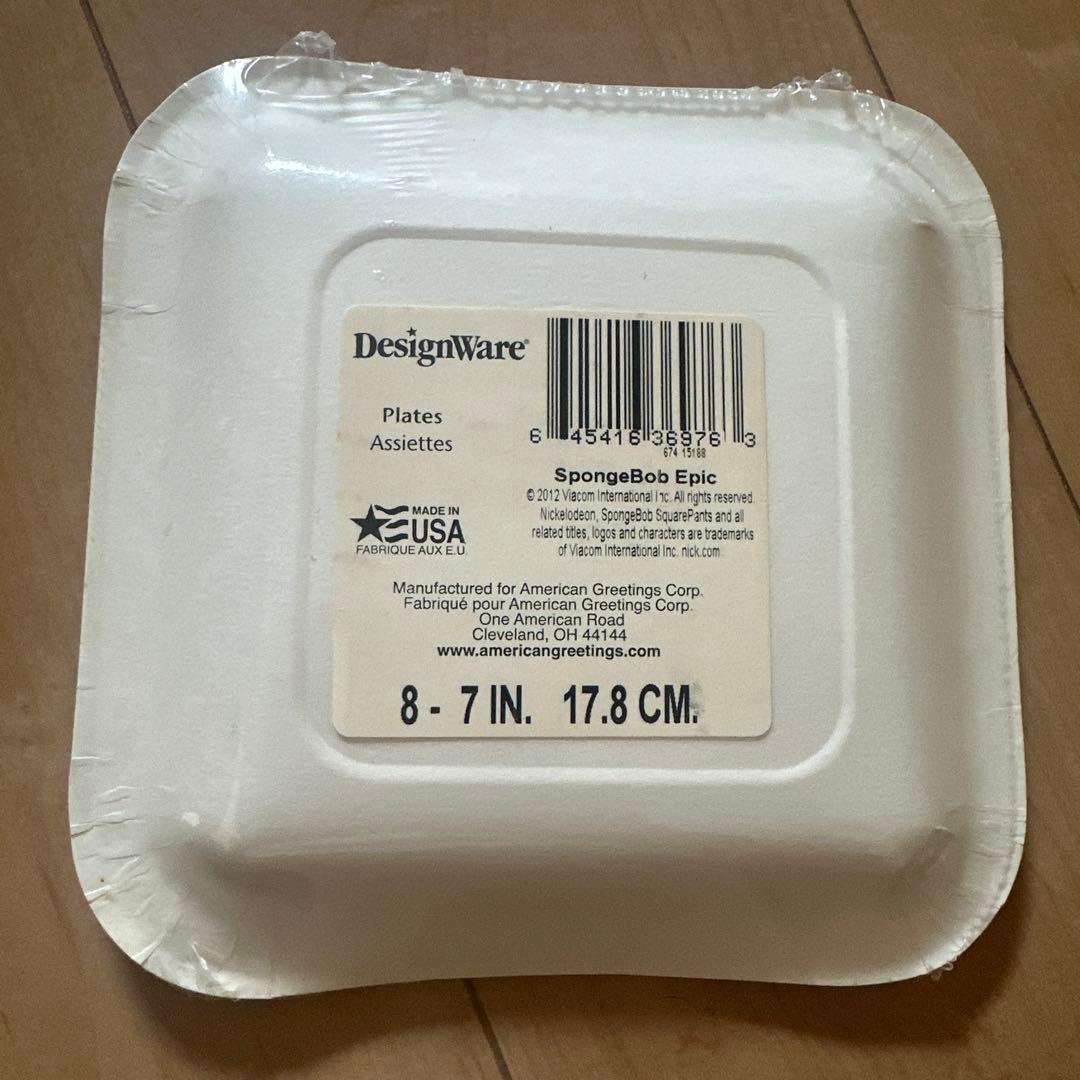 DesignWare®
Plates
Assiettes
6 45416 36976 3
674 15188
SpongeBob Epic
© 2012 Viacom International Inc. All rights reserved.
Nickelodeon, SpongeBob SquarePants and all
related titles, logos and characters are trademarks
of Viacom International Inc. nick.com
MADE IN
USA
FABRIQUE AUX E.U.
Manufactured for American Greetings Corp.
Fabriqué pour American Greetings Corp.
One American Road
Cleveland, OH 44144
www.americangreetings.com
8 - 7 IN. 17.8 CM.